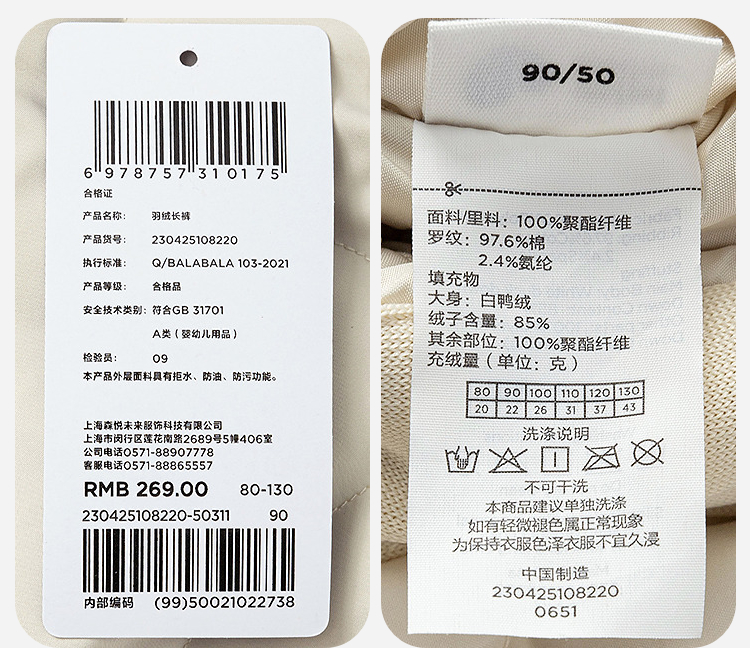 6 978757 310175
合格证
产品名称: 羽绒长裤
产品货号: 230425108220
执行标准: Q/BALABALA 103-2021
产品等级: 合格品
安全技术类别: 符合GB 31701
A类（婴幼儿用品）
检验员: 09
本产品外层面料具有拒水、防油、防污功能。
上海森悦未来服饰科技有限公司
上海市闵行区莲花南路2689号5幢406室
公司电话0571-88907778
客服电话0571-88865557
RMB 269.00 80-130
230425108220-50311 90
内部编码 (99)50021022738
90/50
面料/里料: 100%聚酯纤维
罗纹: 97.6%棉
2.4%氨纶
填充物
大身: 白鸭绒
绒子含量: 85%
其余部位: 100%聚酯纤维
充绒量（单位: 克）
80 90 100 110 120 130
20 22 26 31 37 43
洗涤说明
不可干洗
本商品建议单独洗涤
如有轻微褪色属正常现象
为保持衣服色泽衣服不宜久浸
中国制造
230425108220
0651